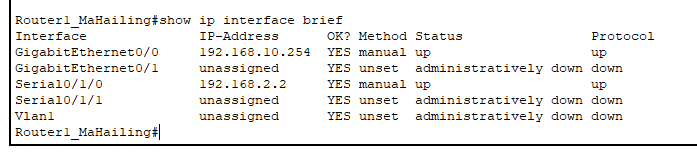 Router1_MaHailing#show ip interface brief
Interface IP-Address OK? Method Status Protocol
GigabitEthernet0/0 192.168.10.254 YES manual up up
GigabitEthernet0/1 unassigned YES unset administratively down down
Serial0/1/0 192.168.2.2 YES manual up up
Serial0/1/1 unassigned YES unset administratively down down
Vlan1 unassigned YES unset administratively down down
Router1_MaHailing#